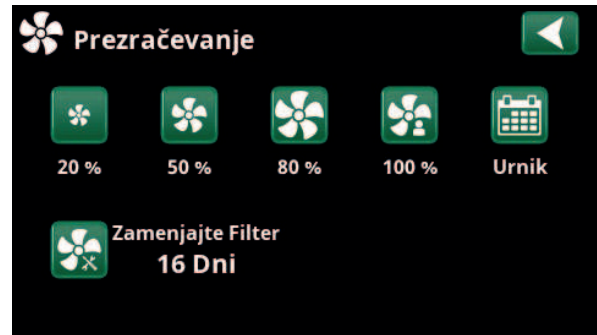 Prezračevanje
20 % 50 % 80 % 100 % Urnik
Zamenjajte Filter
16 Dni